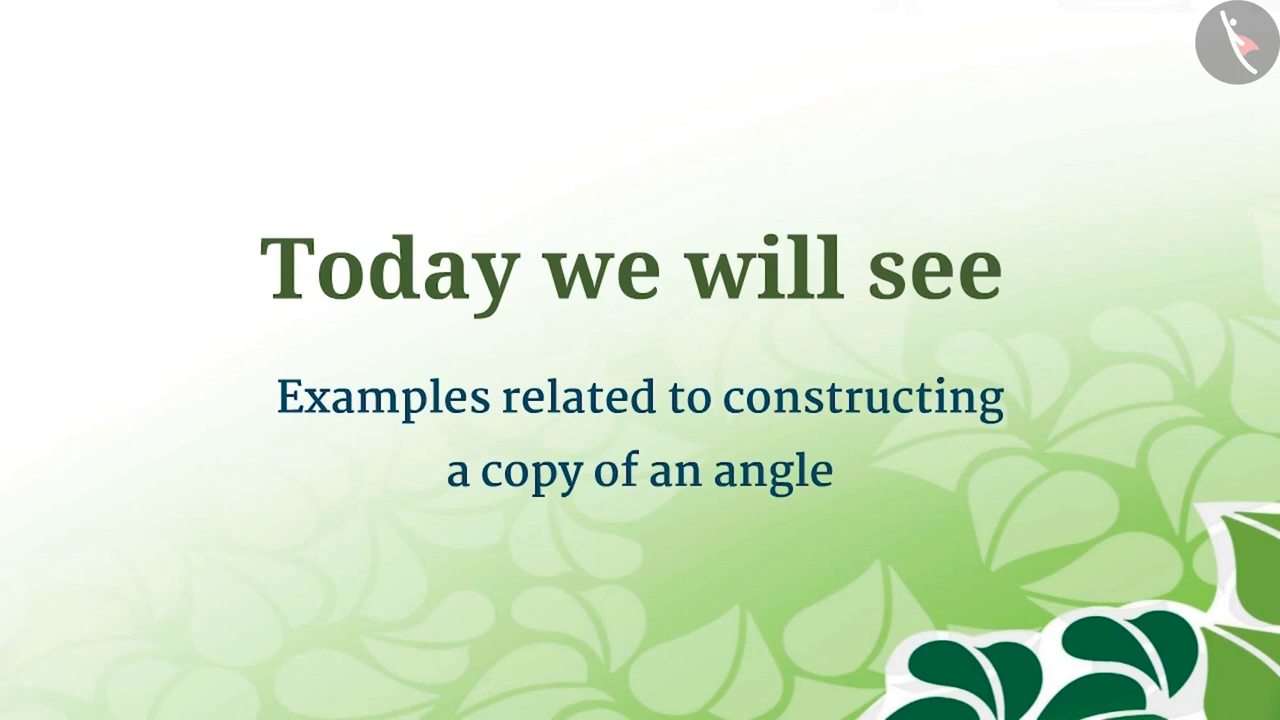 Today we will see
Examples related to constructing
a copy of an angle